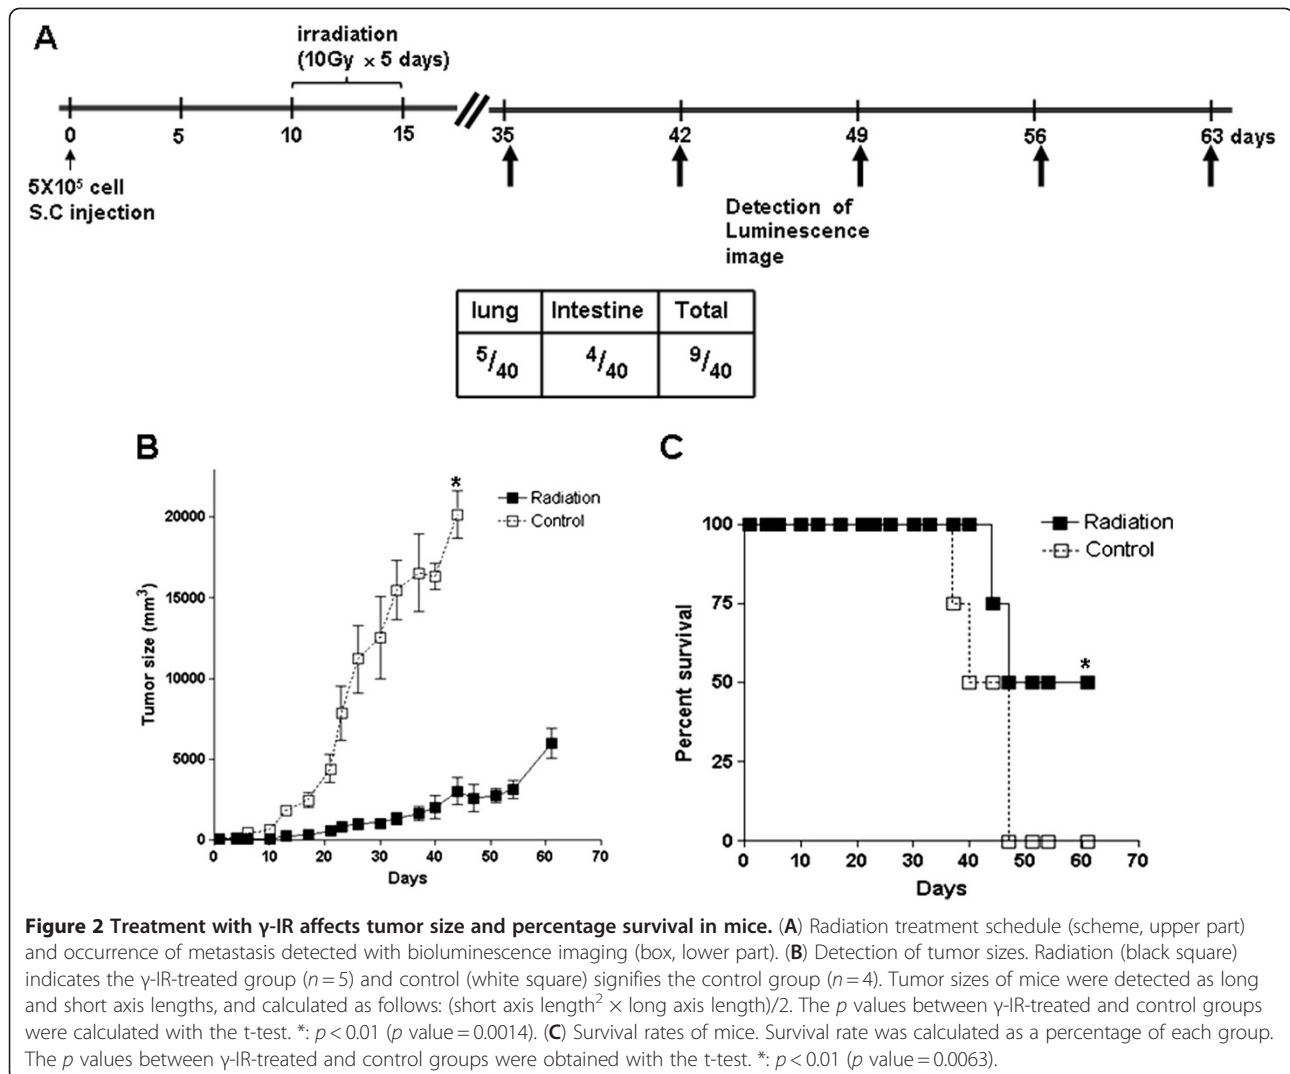 A
irradiation
(10Gy × 5 days)
0 5 10 15 35 42 49 56 63 days
5X10⁵ cell
S.C injection
Detection of
Luminescence
image
lung Intestine Total
5/40 4/40 9/40
B
*
Radiation
Control
Tumor size (mm³)
20000
15000
10000
5000
0
0 10 20 30 40 50 60 70
Days
C
Radiation
Control
*
Percent survival
100
75
50
25
0
0 10 20 30 40 50 60 70
Days
Figure 2 Treatment with γ-IR affects tumor size and percentage survival in mice. (A) Radiation treatment schedule (scheme, upper part)
and occurrence of metastasis detected with bioluminescence imaging (box, lower part). (B) Detection of tumor sizes. Radiation (black square)
indicates the γ-IR-treated group (n = 5) and control (white square) signifies the control group (n = 4). Tumor sizes of mice were detected as long
and short axis lengths, and calculated as follows: (short axis length² × long axis length)/2. The p values between γ-IR-treated and control groups
were calculated with the t-test. *: p < 0.01 (p value = 0.0014). (C) Survival rates of mice. Survival rate was calculated as a percentage of each group.
The p values between γ-IR-treated and control groups were obtained with the t-test. *: p < 0.01 (p value = 0.0063).